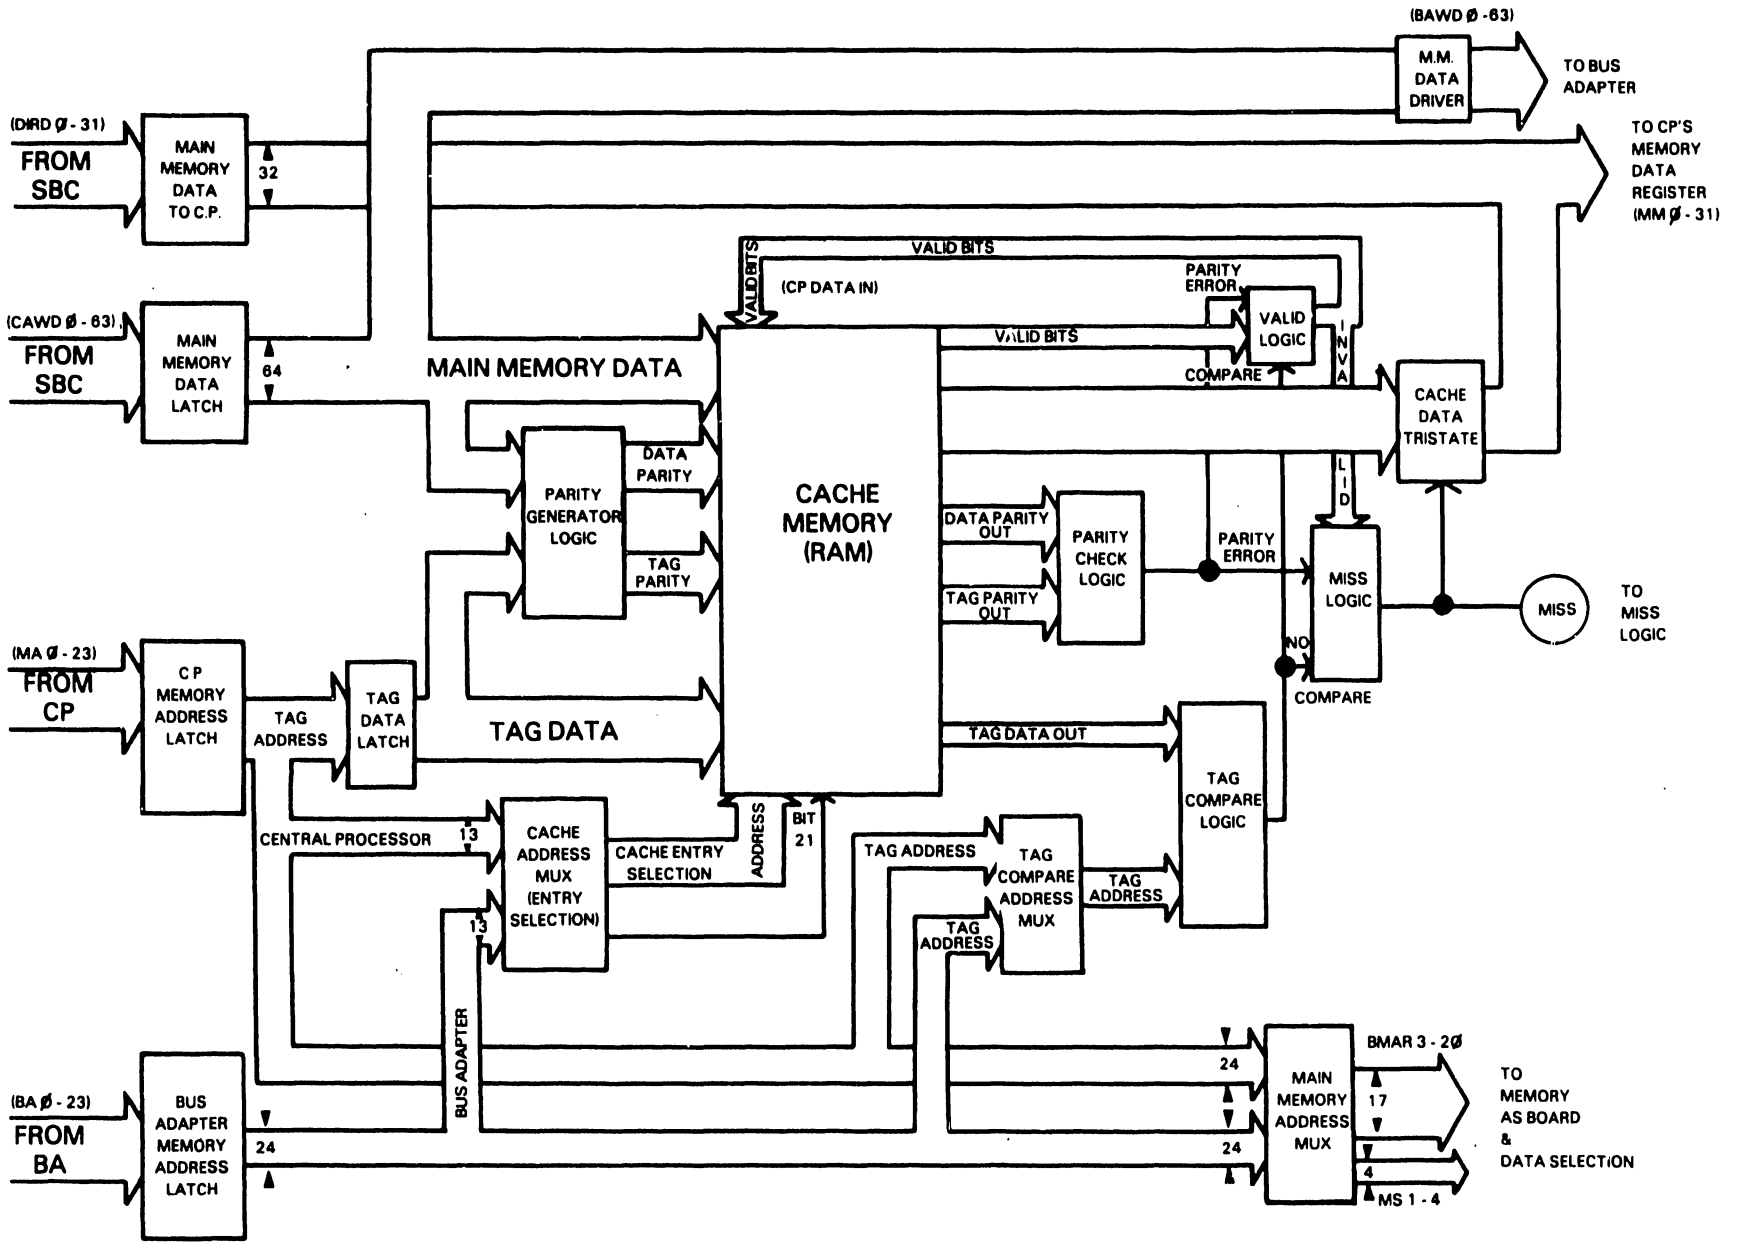 (BAWD Ø - 63)
M.M.
DATA
DRIVER
TO BUS
ADAPTER
(DIRD Ø - 31)
FROM
SBC
MAIN
MEMORY
DATA
TO C.P.
32
TO CP'S
MEMORY
DATA
REGISTER
(MM Ø - 31)
(CAWD Ø - 63)
FROM
SBC
MAIN
MEMORY
DATA
LATCH
64
MAIN MEMORY DATA
VALID BITS
VALID BITS
(CP DATA IN)
PARITY
ERROR
VALID
LOGIC
VALID BITS
COMPARE
INVALID
CACHE
DATA
TRISTATE
PARITY
GENERATOR
LOGIC
DATA
PARITY
TAG
PARITY
CACHE
MEMORY
(RAM)
DATA PARITY
OUT
TAG PARITY
OUT
PARITY
CHECK
LOGIC
PARITY
ERROR
MISS
LOGIC
MISS
TO
MISS
LOGIC
NO
COMPARE
(MA Ø - 23)
FROM
CP
C P
MEMORY
ADDRESS
LATCH
TAG
ADDRESS
TAG
DATA
LATCH
TAG DATA
TAG DATA OUT
TAG
COMPARE
LOGIC
CENTRAL PROCESSOR
13
CACHE
ADDRESS
MUX
(ENTRY
SELECTION)
13
CACHE ENTRY
SELECTION
ADDRESS
BIT
21
TAG ADDRESS
TAG
ADDRESS
TAG
COMPARE
ADDRESS
MUX
TAG
ADDRESS
BUS ADAPTER
(BA Ø - 23)
FROM
BA
BUS
ADAPTER
MEMORY
ADDRESS
LATCH
24
24
24
MAIN
MEMORY
ADDRESS
MUX
BMAR 3 - 2Ø
17
4
MS 1 - 4
TO
MEMORY
AS BOARD
&
DATA SELECTION